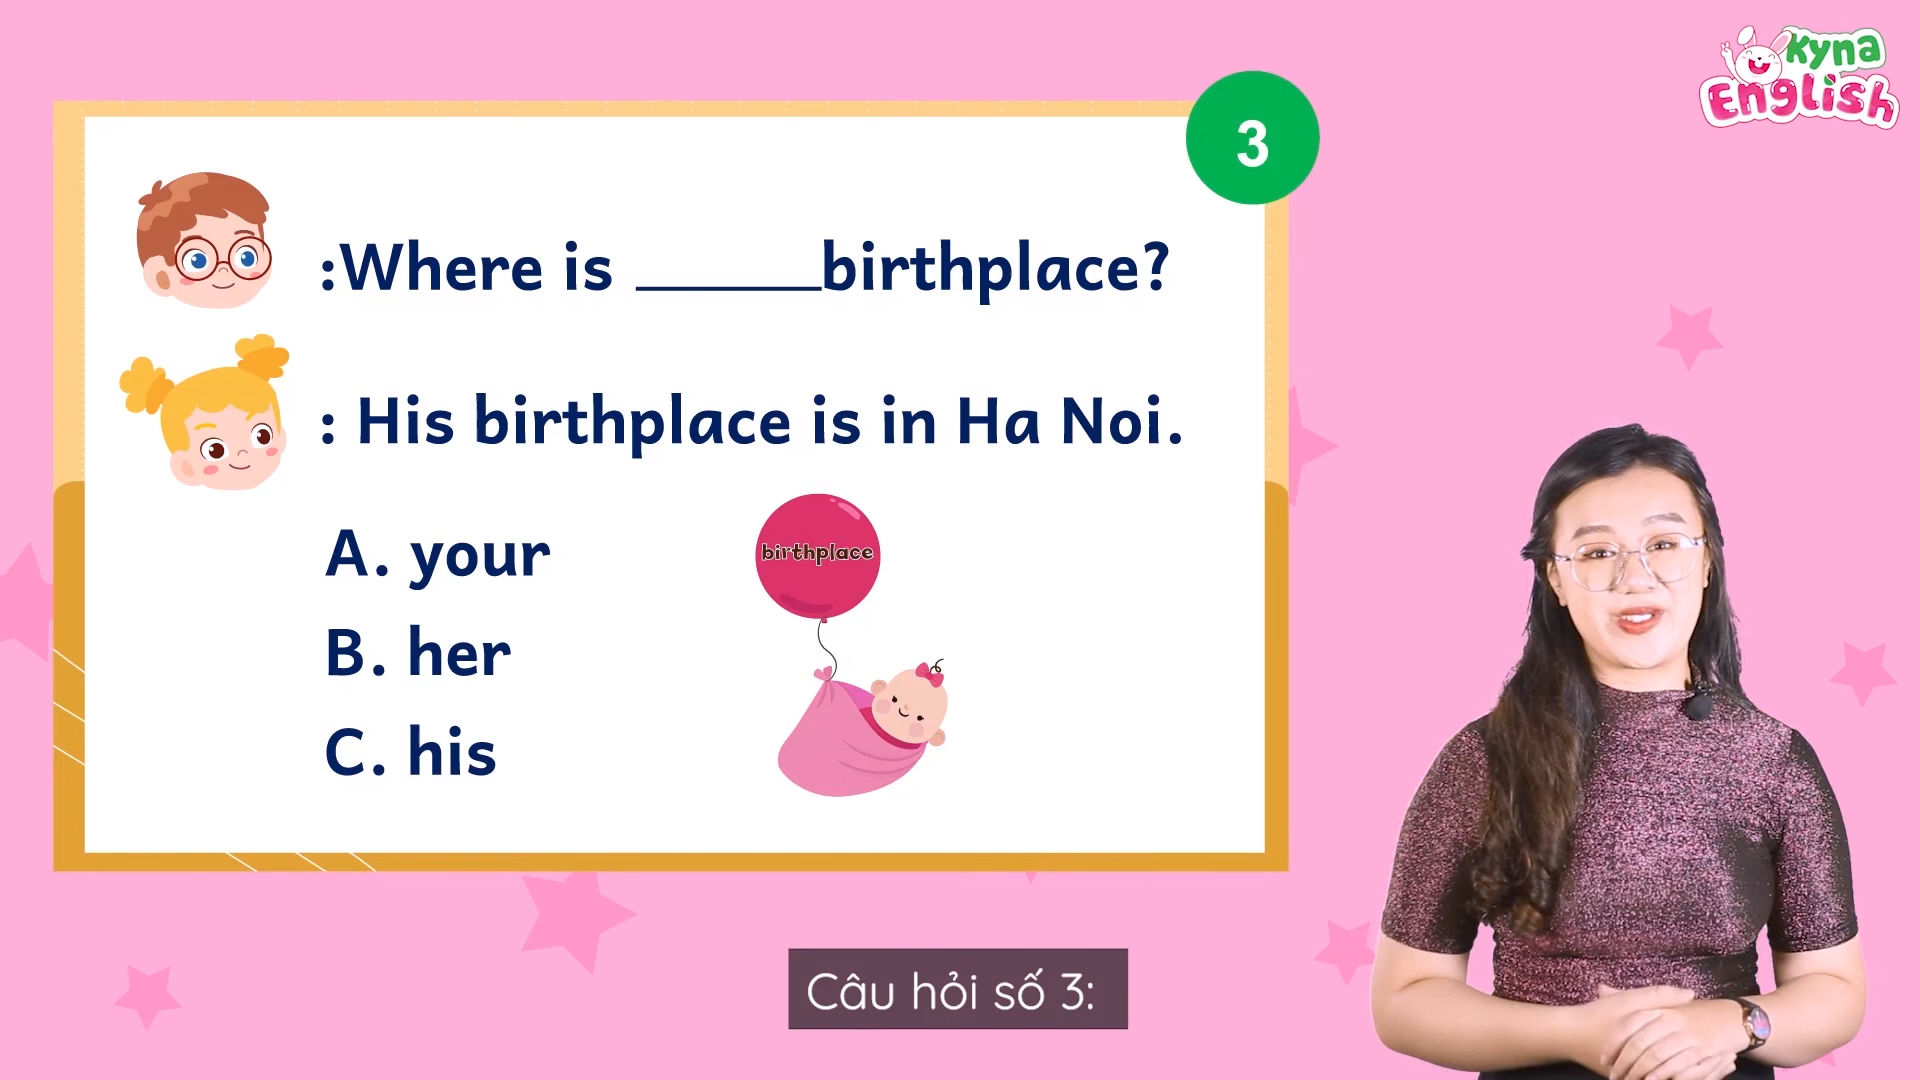 Kyna
English
3
:Where is ______birthplace?
: His birthplace is in Ha Noi.
A. your
birthplace
B. her
C. his
Câu hỏi số 3: